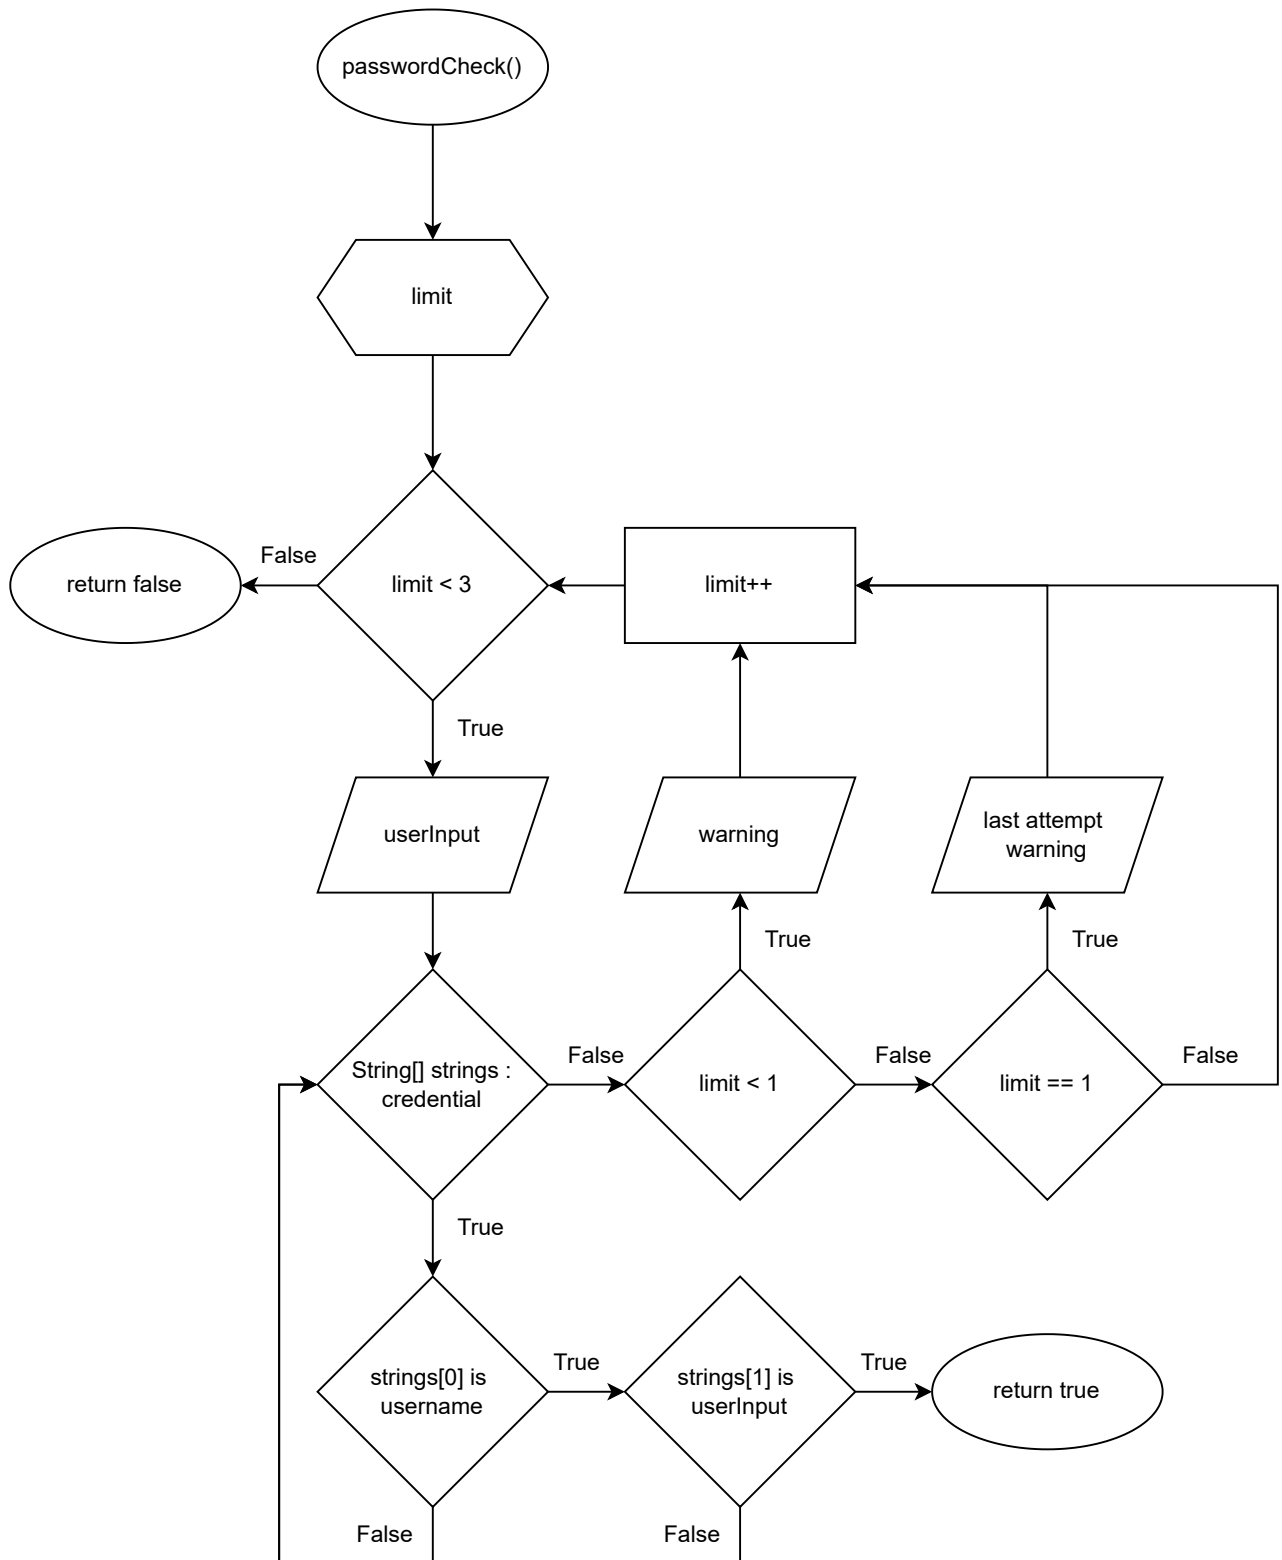 passwordCheck()
limit
False
return false
limit < 3
limit++
True
userInput
warning
last attempt
warning
True
True
String[] strings :
credential
False
limit < 1
False
limit == 1
False
True
strings[0] is
username
True
strings[1] is
userInput
True
return true
False
False